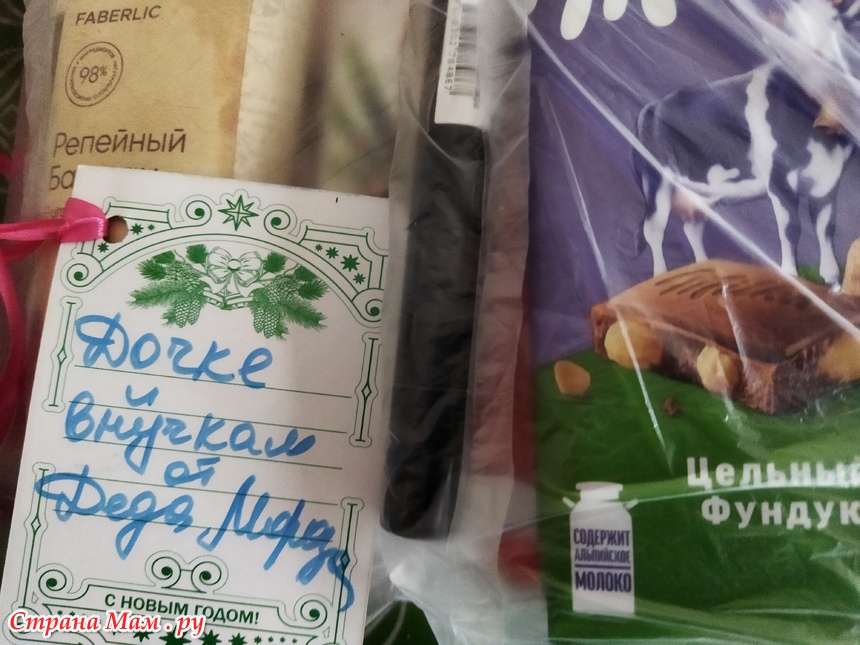 FABERLIC
98%
Репейный
Дочке
и
внучкам
от
Деда Мороза
С НОВЫМ ГОДОМ!
Цельный
Фундук
СОДЕРЖИТ
АЛЬПИЙСКОЕ
МОЛОКО
Страна Мам.ру